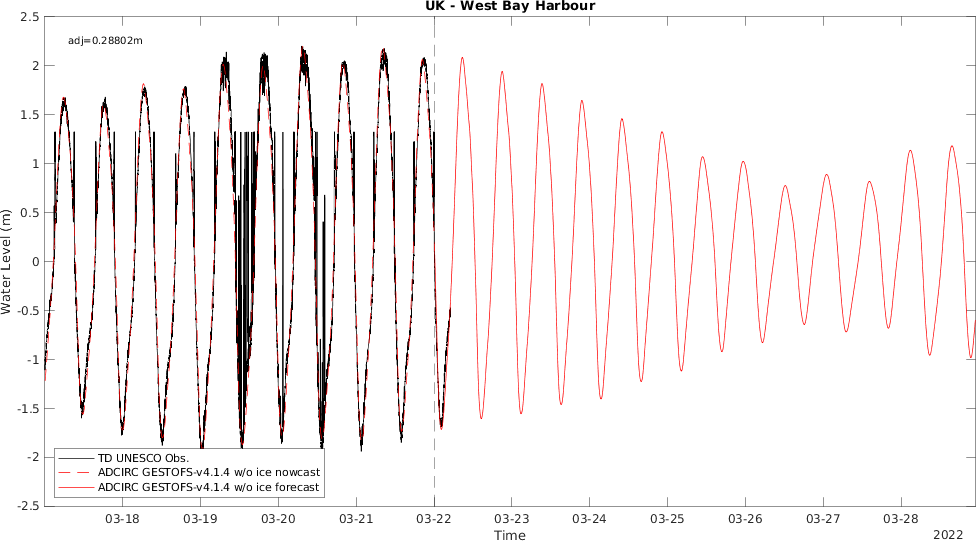 UK - West Bay Harbour
adj=0.28802m
2.5
2
1.5
1
0.5
0
-0.5
-1
-1.5
-2
-2.5
Water Level (m)
TD UNESCO Obs.
ADCIRC GESTOFS-v4.1.4 w/o ice nowcast
ADCIRC GESTOFS-v4.1.4 w/o ice forecast
03-18 03-19 03-20 03-21 03-22 03-23 03-24 03-25 03-26 03-27 03-28
Time
2022